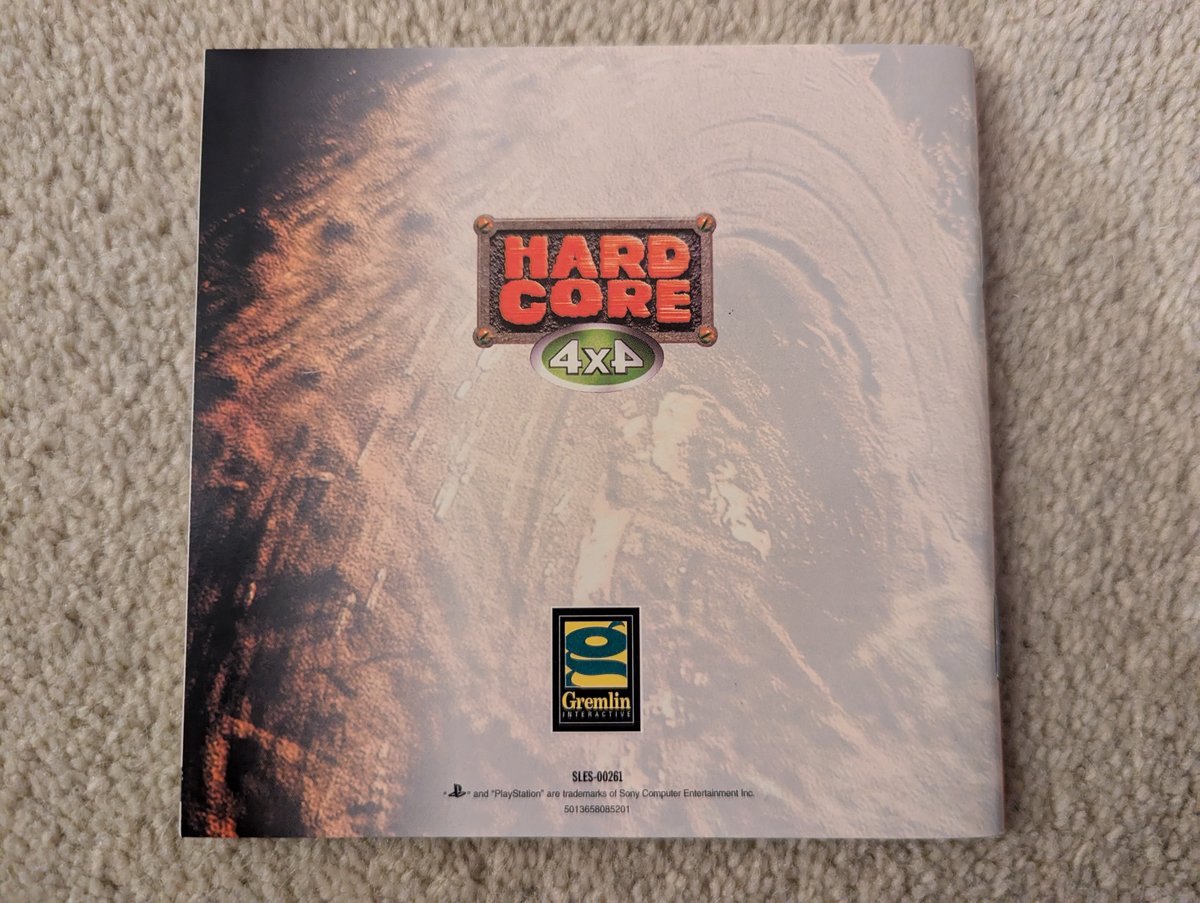 HARD
CORE
4x4
Gremlin
INTERACTIVE
SLES-00261
" " and "PlayStation" are trademarks of Sony Computer Entertainment Inc.
5013658085201